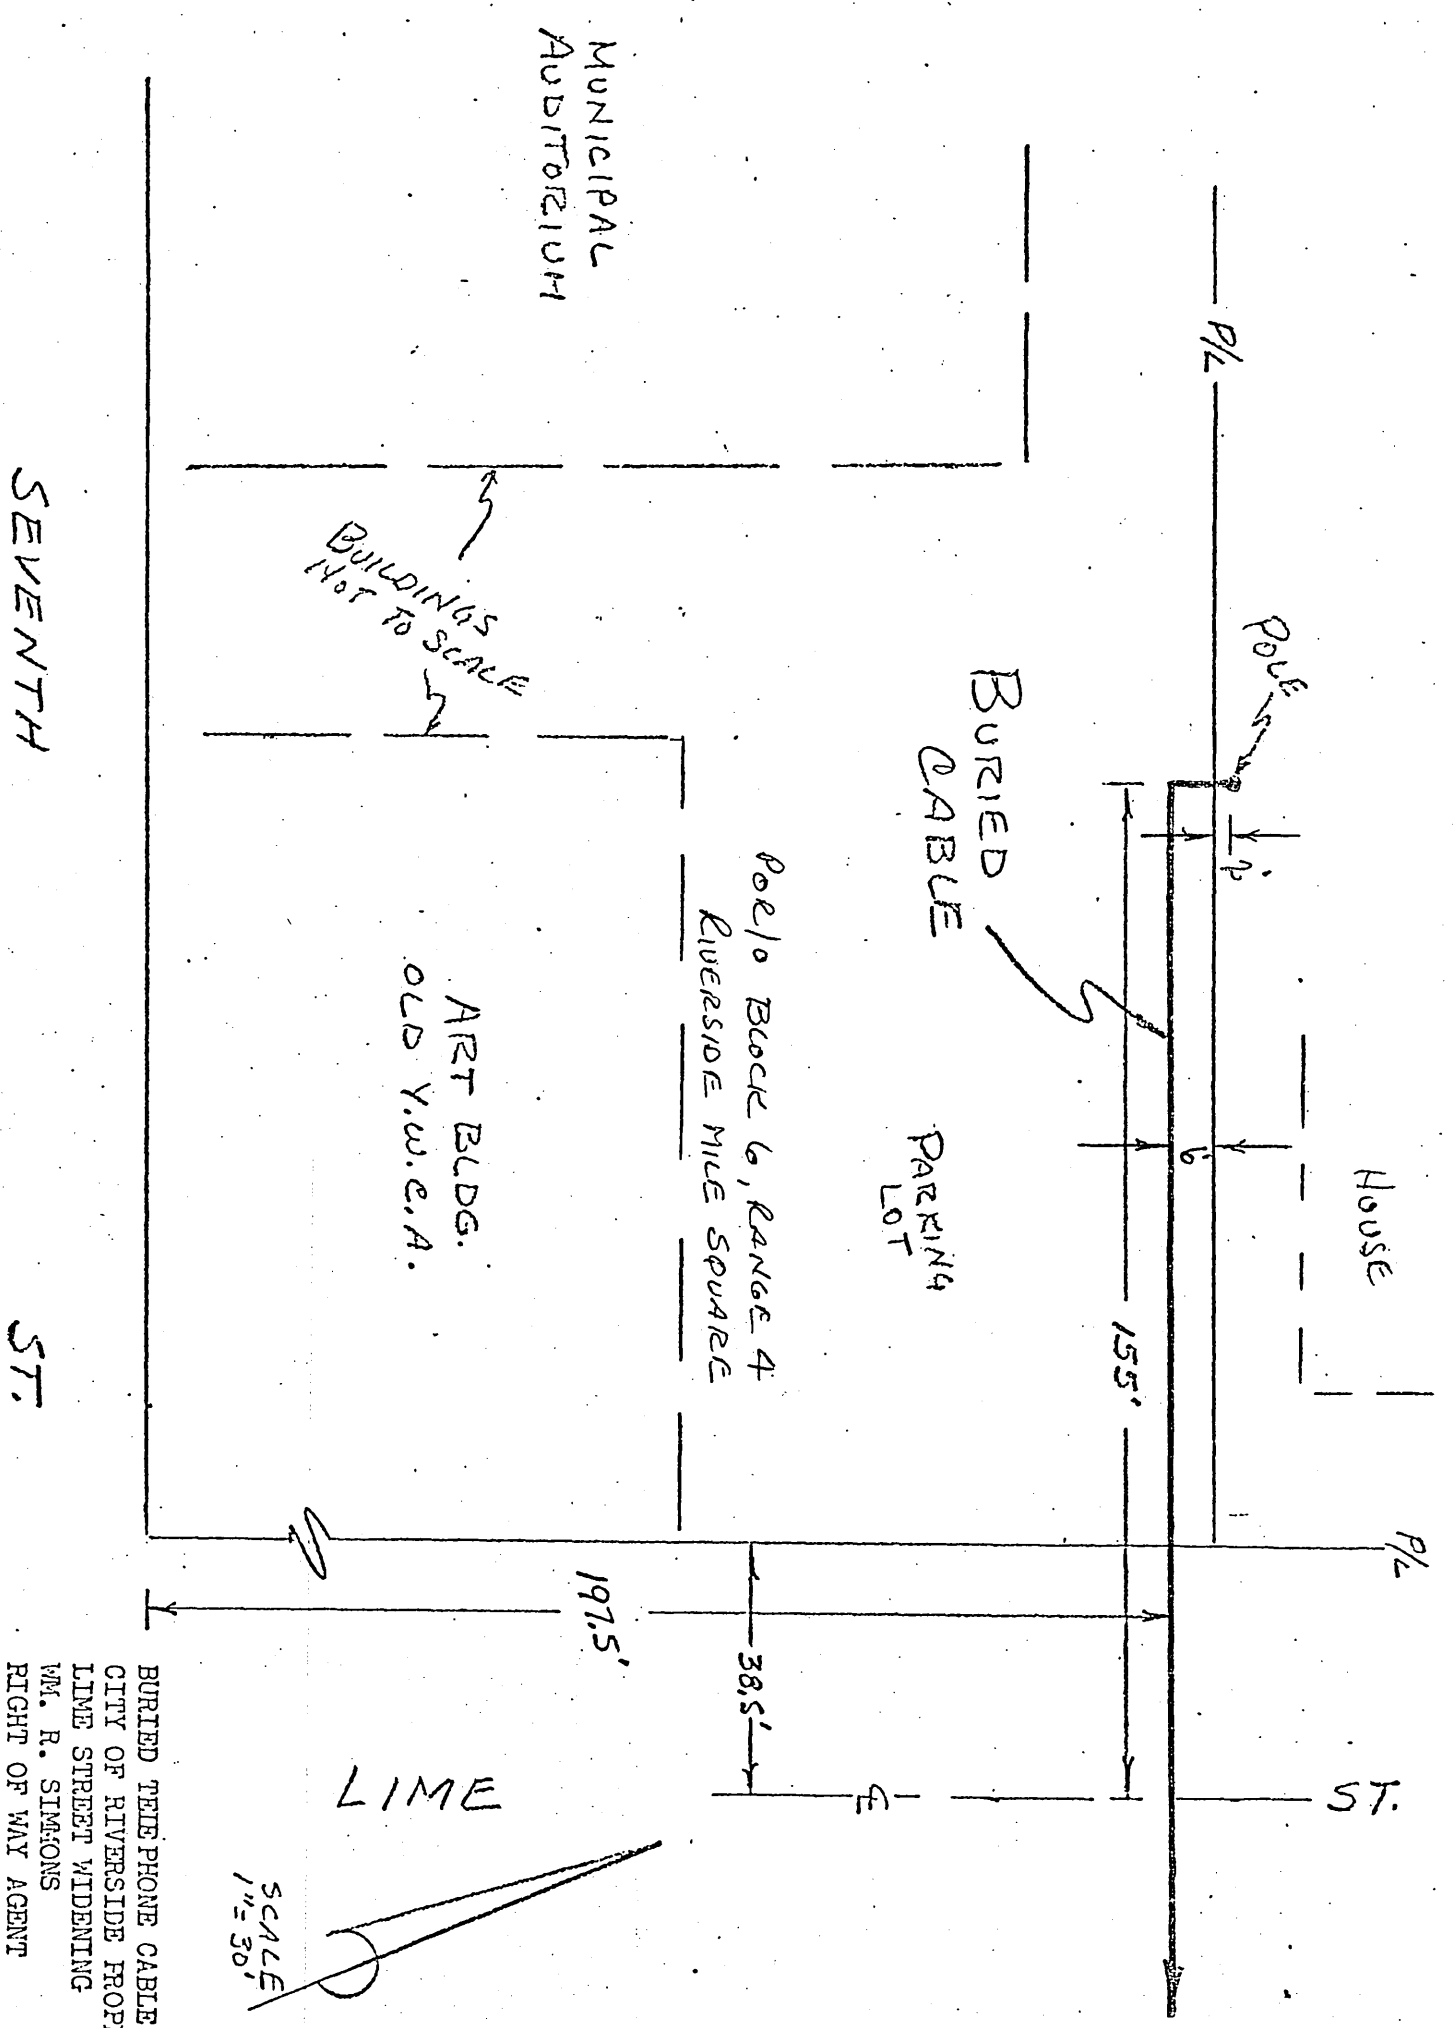 MUNICIPAL
AUDITORIUM
P/L
POLE
2'
BURIED
CABLE
6'
HOUSE
BUILDINGS
NOT TO SCALE
POR/O BLOCK 6, RANGE 4
RIVERSIDE MILE SQUARE
PARKING
LOT
155'
ART BLDG.
OLD Y.W.C.A.
P/L
SEVENTH ST.
197.5'
38.5'
LIME ST.
℄
SCALE
1"=30'
BURIED TELEPHONE CABLE
CITY OF RIVERSIDE PROP
LIME STREET WIDENING
WM. R. SIMMONS
RIGHT OF WAY AGENT